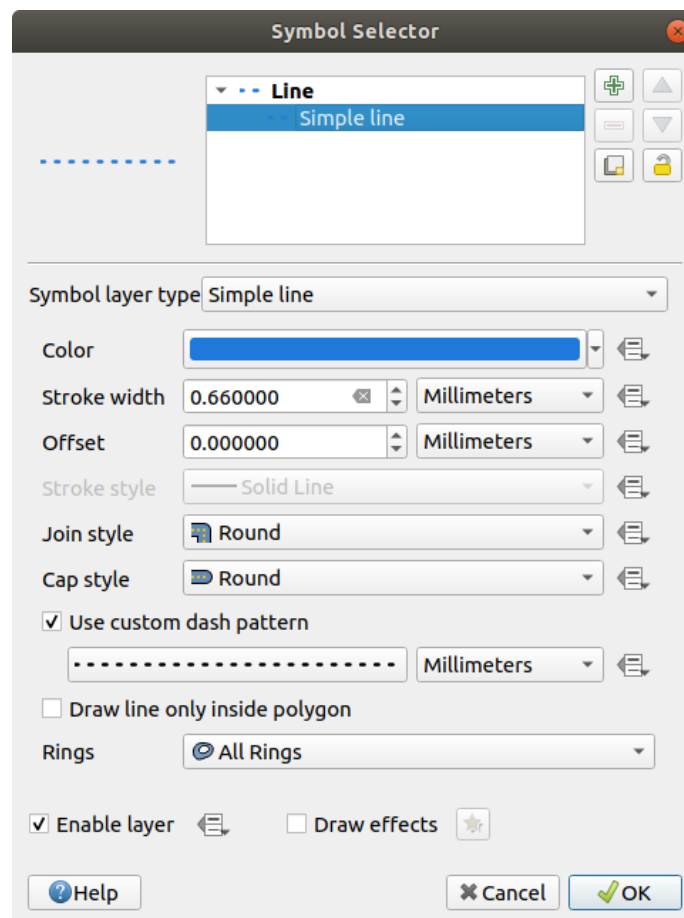 Symbol Selector
Line
Simple line
Symbol layer type Simple line
Color
Stroke width 0.660000 Millimeters
Offset 0.000000 Millimeters
Stroke style Solid Line
Join style Round
Cap style Round
Use custom dash pattern
Millimeters
Draw line only inside polygon
Rings All Rings
Enable layer Draw effects
Help Cancel OK